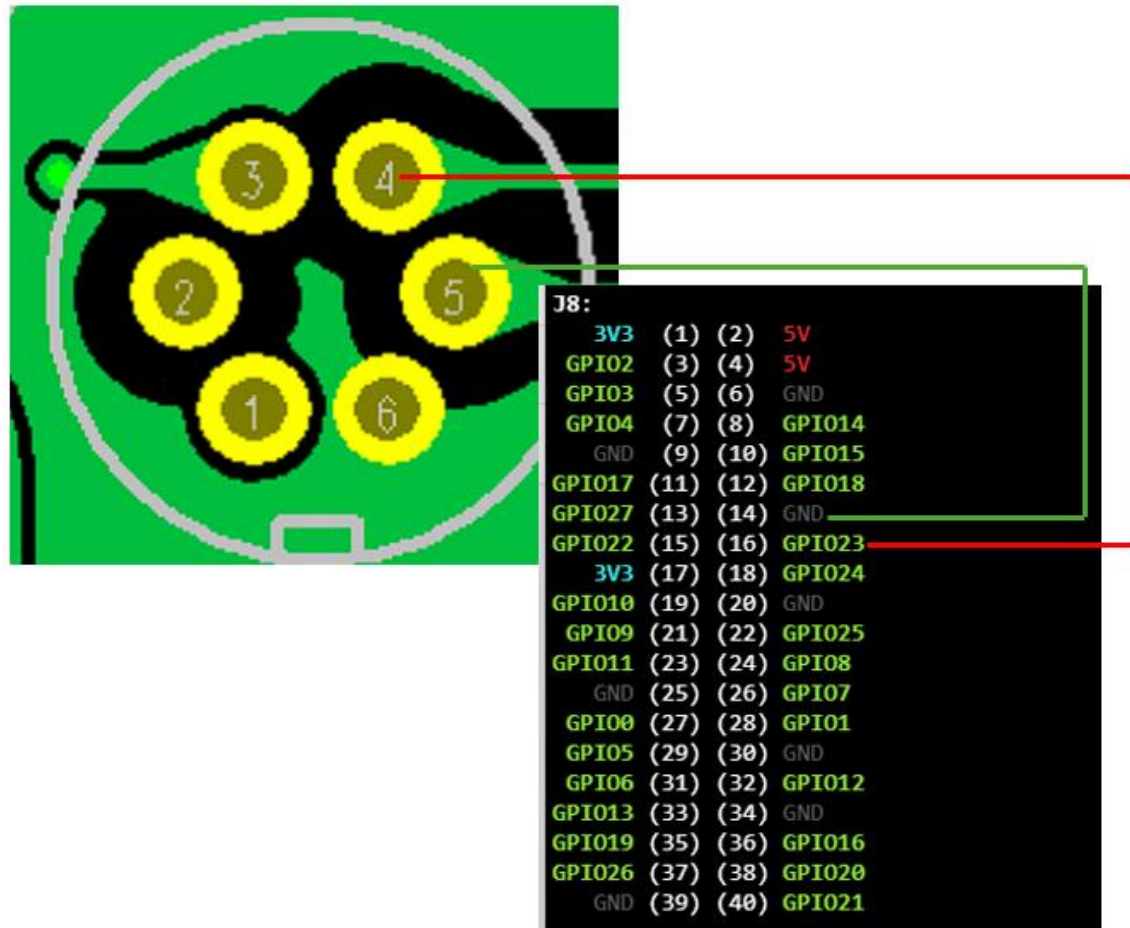 3 4
2 5
1 6
J8:
3V3 (1) (2) 5V
GPIO2 (3) (4) 5V
GPIO3 (5) (6) GND
GPIO4 (7) (8) GPIO14
GND (9) (10) GPIO15
GPIO17 (11) (12) GPIO18
GPIO27 (13) (14) GND
GPIO22 (15) (16) GPIO23
3V3 (17) (18) GPIO24
GPIO10 (19) (20) GND
GPIO9 (21) (22) GPIO25
GPIO11 (23) (24) GPIO8
GND (25) (26) GPIO7
GPIO0 (27) (28) GPIO1
GPIO5 (29) (30) GND
GPIO6 (31) (32) GPIO12
GPIO13 (33) (34) GND
GPIO19 (35) (36) GPIO16
GPIO26 (37) (38) GPIO20
GND (39) (40) GPIO21